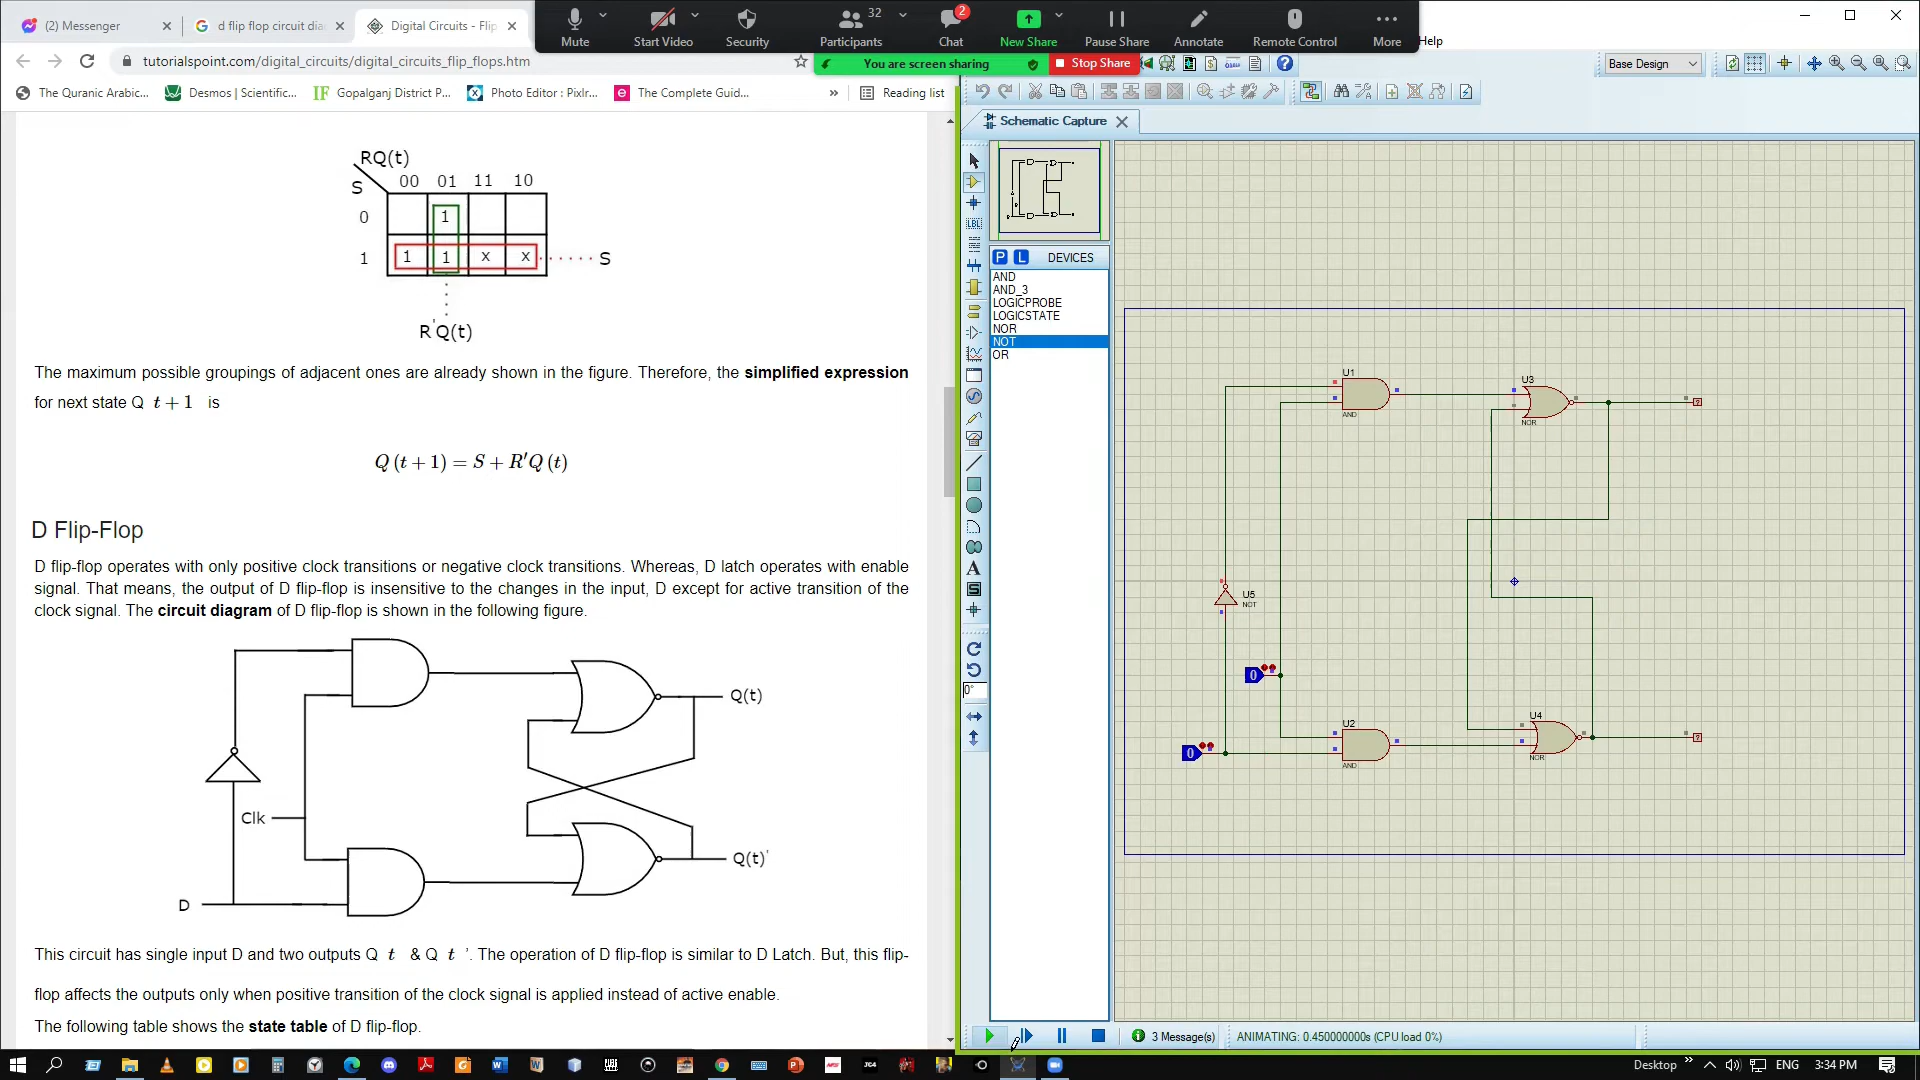 (2) Messenger
d flip flop circuit dia
Digital Circuits - Flip
Mute
Start Video
Security
32
Participants
2
Chat
New Share
Pause Share
Annotate
Remote Control
More
Help
tutorialspoint.com/digital_circuits/digital_circuits_flip_flops.htm
You are screen sharing
Stop Share
Base Design
The Quranic Arabic...
Desmos | Scientific...
Gopalganj District P...
Photo Editor : Pixlr...
The Complete Guid...
»
Reading list
Schematic Capture
RQ(t)
S
00 01 11 10
0 1
1 1 1 x x S
R'Q(t)
The maximum possible groupings of adjacent ones are already shown in the figure. Therefore, the simplified expression
for next state Q t + 1 is
Q (t + 1) = S + R′Q (t)
D Flip-Flop
D flip-flop operates with only positive clock transitions or negative clock transitions. Whereas, D latch operates with enable
signal. That means, the output of D flip-flop is insensitive to the changes in the input, D except for active transition of the
clock signal. The circuit diagram of D flip-flop is shown in the following figure.
Q(t)
Clk
Q(t)'
D
This circuit has single input D and two outputs Q t & Q t ’. The operation of D flip-flop is similar to D Latch. But, this flip-
flop affects the outputs only when positive transition of the clock signal is applied instead of active enable.
The following table shows the state table of D flip-flop.
LBL
A
S
0°
P L DEVICES
AND
AND_3
LOGICPROBE
LOGICSTATE
NOR
NOT
OR
U1
AND
U3
NOR
?
U5
NOT
0
U2
AND
U4
NOR
?
0
3 Message(s)
ANIMATING: 0.450000000s (CPU load 0%)
Desktop
»
ENG
3:34 PM